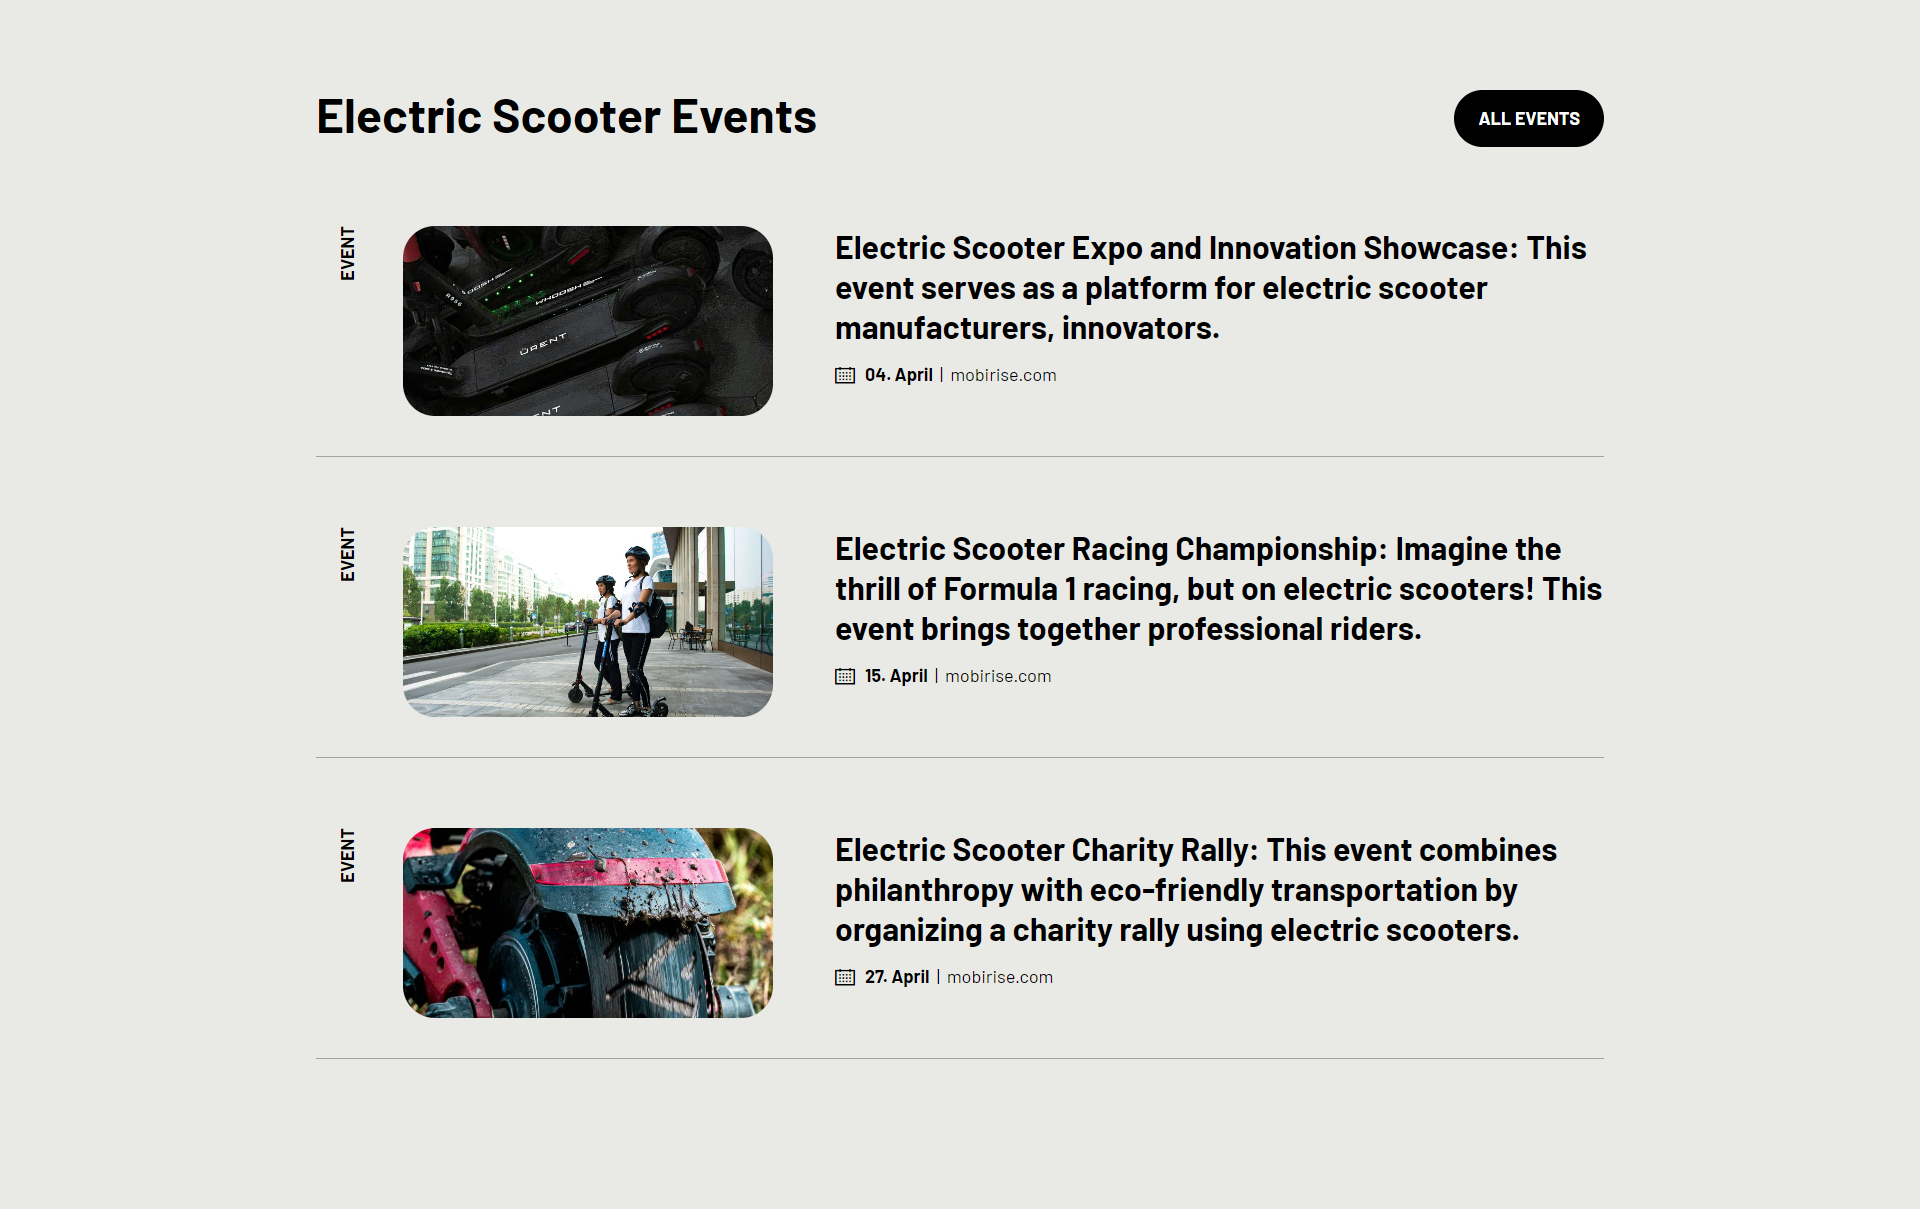 Electric Scooter Events
ALL EVENTS
EVENT
WHOOSH
URENT
Electric Scooter Expo and Innovation Showcase: This
event serves as a platform for electric scooter
manufacturers, innovators.
04. April | mobirise.com
EVENT
Electric Scooter Racing Championship: Imagine the
thrill of Formula 1 racing, but on electric scooters! This
event brings together professional riders.
15. April | mobirise.com
EVENT
Electric Scooter Charity Rally: This event combines
philanthropy with eco-friendly transportation by
organizing a charity rally using electric scooters.
27. April | mobirise.com